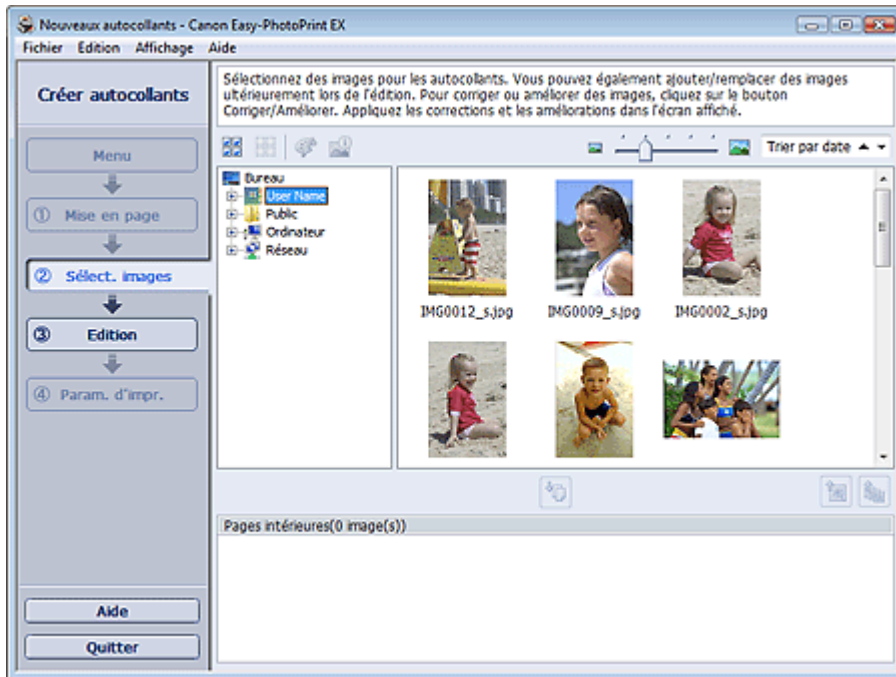 Nouveaux autocollants - Canon Easy-PhotoPrint EX
Fichier Edition Affichage Aide
Créer autocollants
Menu
① Mise en page
② Sélect. images
③ Edition
④ Param. d'impr.
Aide
Quitter
Sélectionnez des images pour les autocollants. Vous pouvez également ajouter/remplacer des images
ultérieurement lors de l'édition. Pour corriger ou améliorer des images, cliquez sur le bouton
Corriger/Améliorer. Appliquez les corrections et les améliorations dans l'écran affiché.
Trier par date
Bureau
User Name
Public
Ordinateur
Réseau
IMG0012_s.jpg IMG0009_s.jpg IMG0002_s.jpg
Pages intérieures(0 image(s))